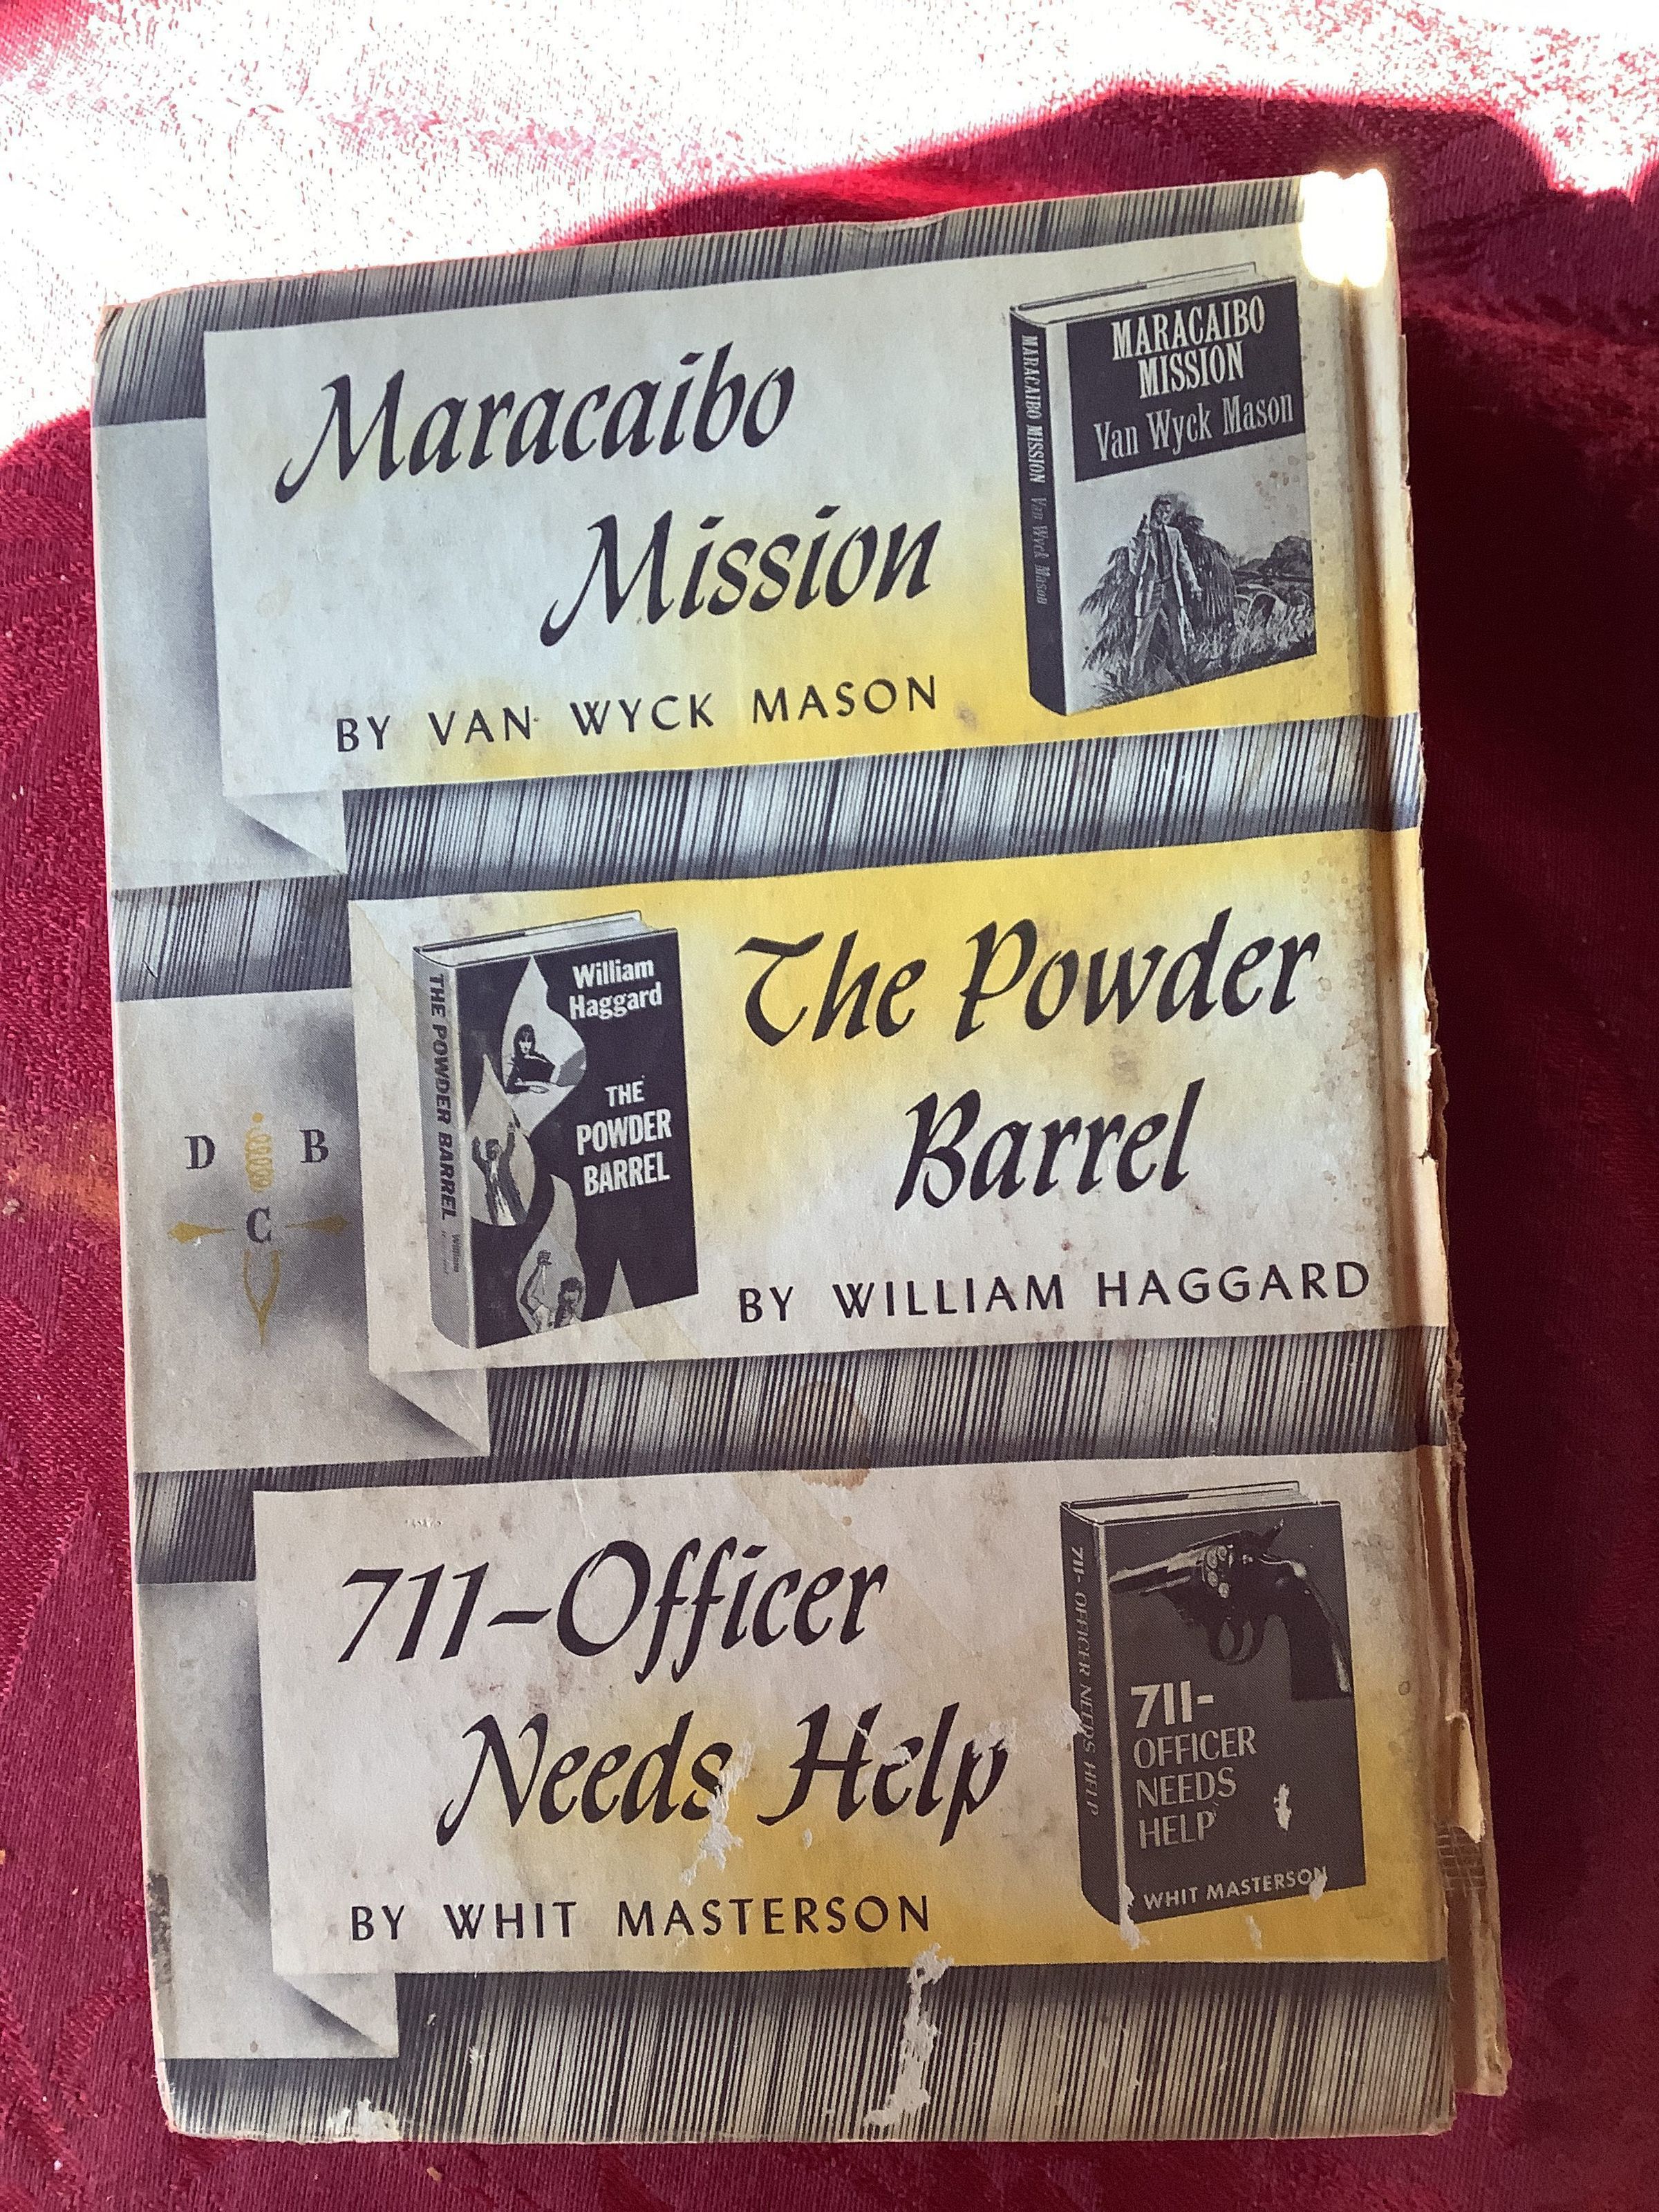 Maracaibo
Mission
BY VAN WYCK MASON
MARACAIBO
MISSION
Van Wyck Mason
MARACAIBO MISSION Van Wyck Mason
The Powder
Barrel
BY WILLIAM HAGGARD
William
Haggard
THE
POWDER
BARREL
THE POWDER BARREL William
D B
C
711-Officer
Needs Help
BY WHIT MASTERSON
711-
OFFICER
NEEDS
HELP
WHIT MASTERSON
711-OFFICER NEEDS HELP